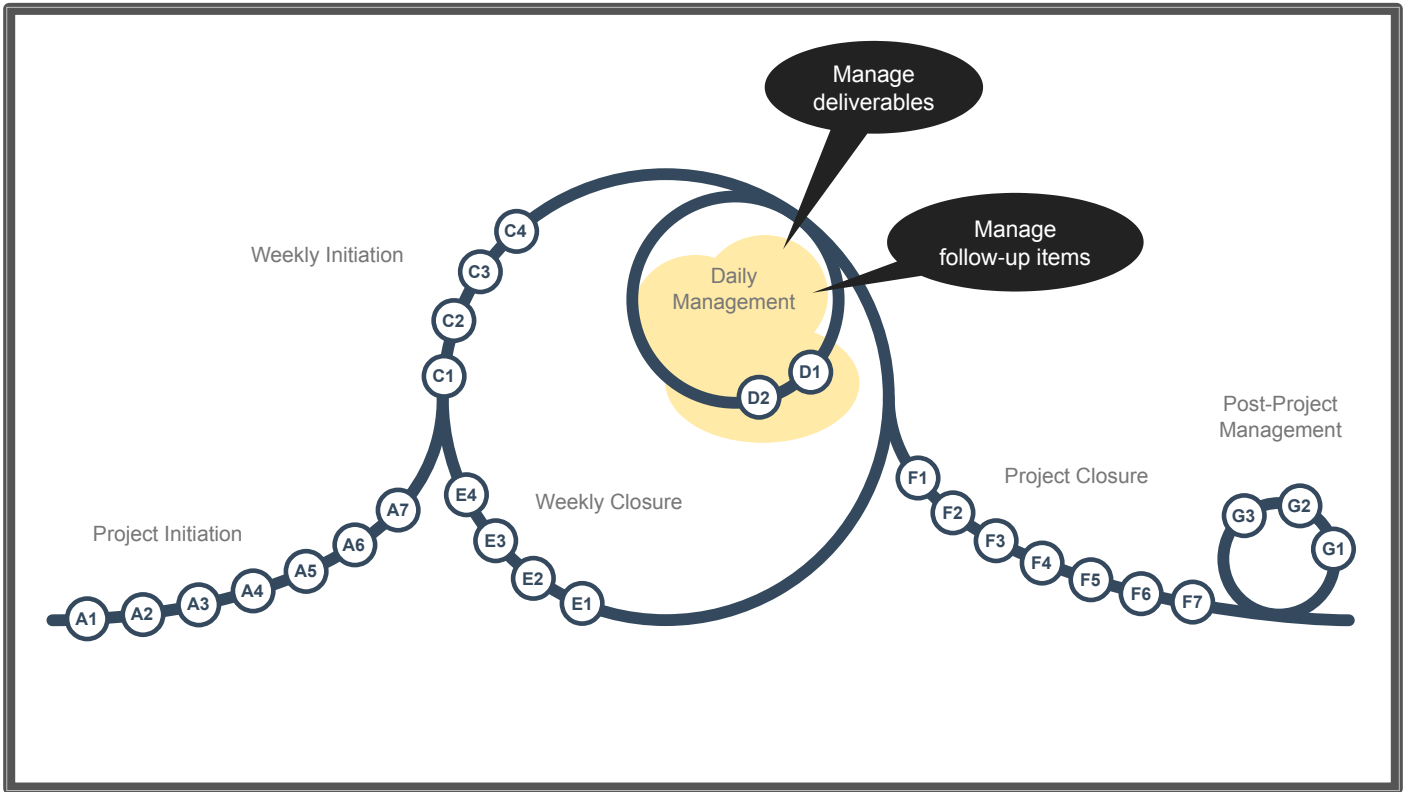 Manage
deliverables
Manage
follow-up items
Weekly Initiation
C4
C3
C2
C1
Daily
Management
D1
D2
Post-Project
Management
Project Closure
Weekly Closure
Project Initiation
A1
A2
A3
A4
A5
A6
A7
E4
E3
E2
E1
F1
F2
F3
F4
F5
F6
F7
G3
G2
G1